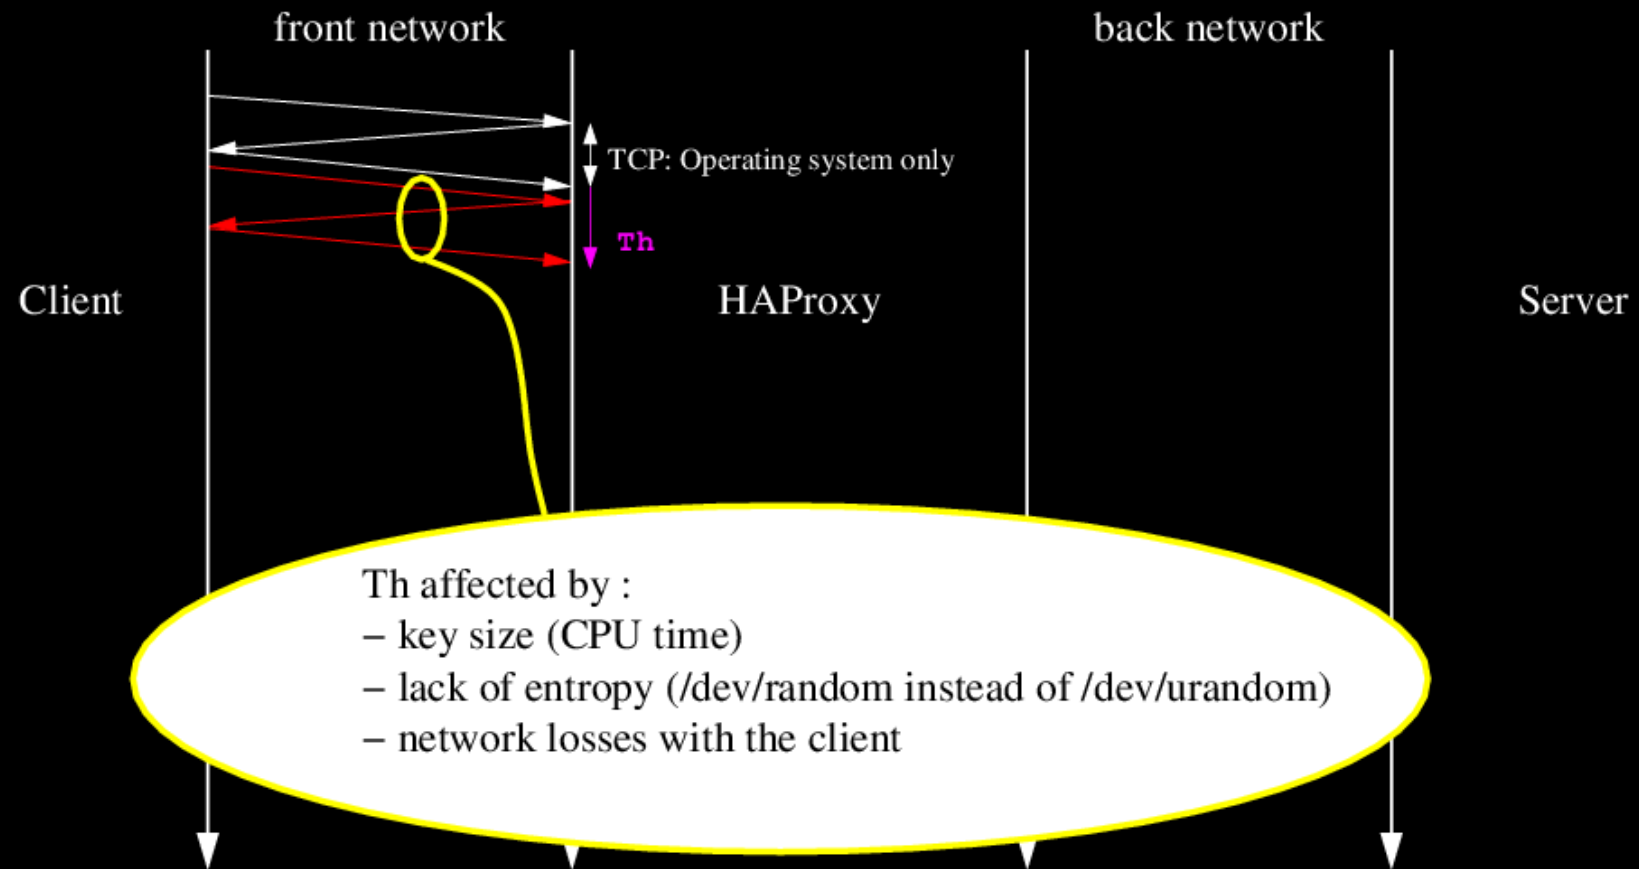 front network
back network
TCP: Operating system only
Th
Client
HAProxy
Server
Th affected by :
− key size (CPU time)
− lack of entropy (/dev/random instead of /dev/urandom)
− network losses with the client